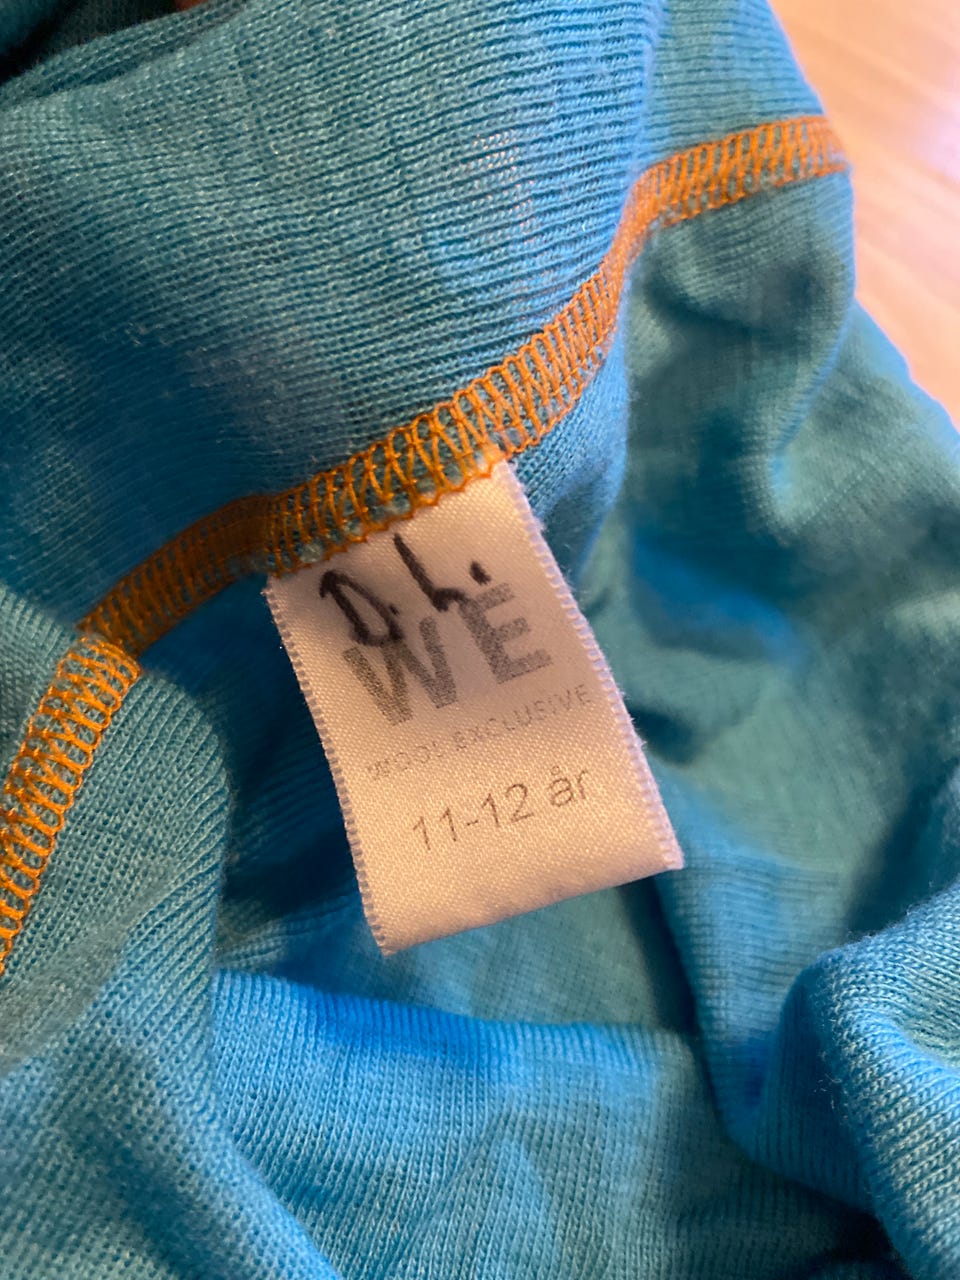 D.L.
WE
WOOL EXCLUSIVE
11-12 år